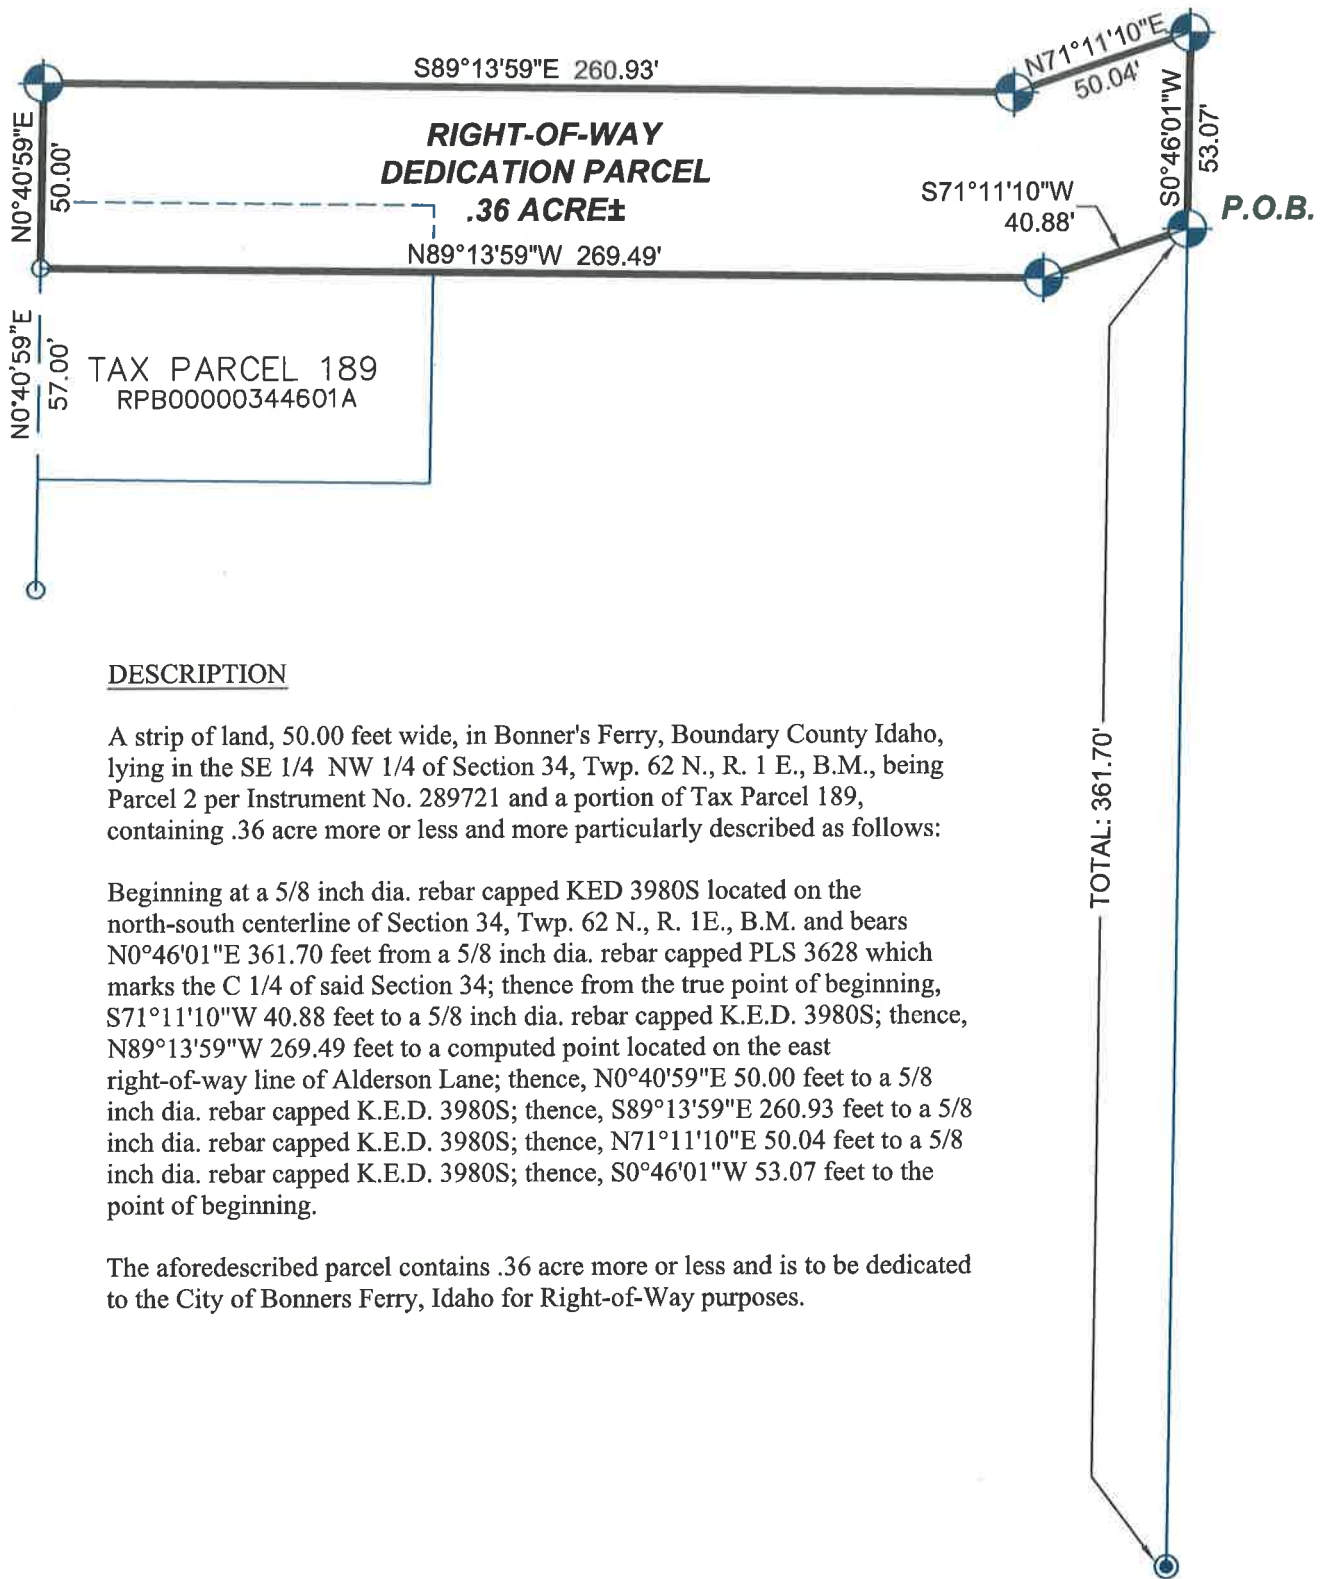 N71°11'10"E
50.04'
S89°13'59"E 260.93'
N0°40'59"E
50.00'
RIGHT-OF-WAY
DEDICATION PARCEL
.36 ACRE±
S0°46'01"W
53.07'
S71°11'10"W
40.88'
P.O.B.
N89°13'59"W 269.49'
N0°40'59"E
57.00'
TAX PARCEL 189
RPB00000344601A
TOTAL: 361.70'
DESCRIPTION
A strip of land, 50.00 feet wide, in Bonner's Ferry, Boundary County Idaho,
lying in the SE 1/4 NW 1/4 of Section 34, Twp. 62 N., R. 1 E., B.M., being
Parcel 2 per Instrument No. 289721 and a portion of Tax Parcel 189,
containing .36 acre more or less and more particularly described as follows:
Beginning at a 5/8 inch dia. rebar capped KED 3980S located on the
north-south centerline of Section 34, Twp. 62 N., R. 1E., B.M. and bears
N0°46'01"E 361.70 feet from a 5/8 inch dia. rebar capped PLS 3628 which
marks the C 1/4 of said Section 34; thence from the true point of beginning,
S71°11'10"W 40.88 feet to a 5/8 inch dia. rebar capped K.E.D. 3980S; thence,
N89°13'59"W 269.49 feet to a computed point located on the east
right-of-way line of Alderson Lane; thence, N0°40'59"E 50.00 feet to a 5/8
inch dia. rebar capped K.E.D. 3980S; thence, S89°13'59"E 260.93 feet to a 5/8
inch dia. rebar capped K.E.D. 3980S; thence, N71°11'10"E 50.04 feet to a 5/8
inch dia. rebar capped K.E.D. 3980S; thence, S0°46'01"W 53.07 feet to the
point of beginning.
The aforedescribed parcel contains .36 acre more or less and is to be dedicated
to the City of Bonners Ferry, Idaho for Right-of-Way purposes.